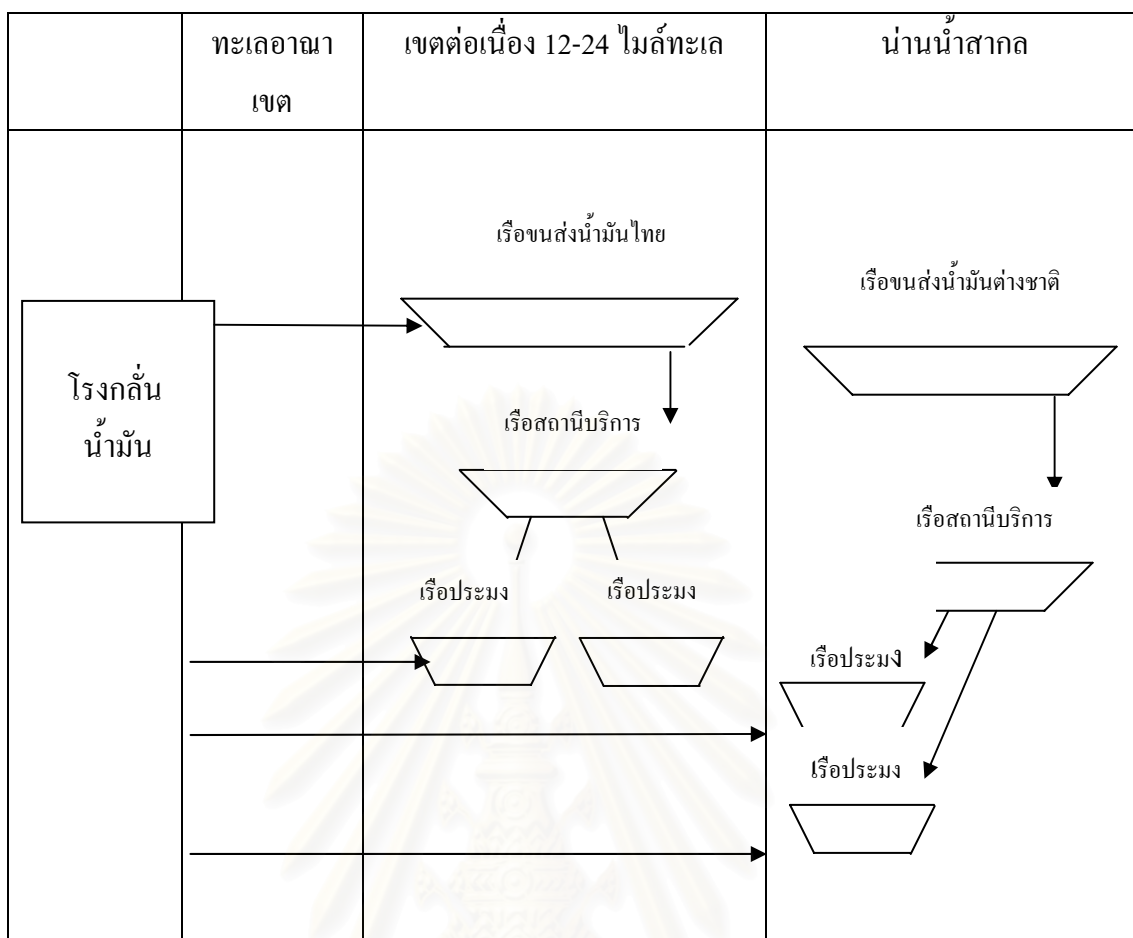 ทะเลอาณา
เขต
เขตต่อเนื่อง 12-24 ไมล์ทะเล
น่านน้ำสากล
เรือขนส่งน้ำมันไทย
เรือขนส่งน้ำมันต่างชาติ
โรงกลั่น
น้ำมัน
เรือสถานีบริการ
เรือสถานีบริการ
เรือประมง
เรือประมง
เรือประมง
เรือประมง